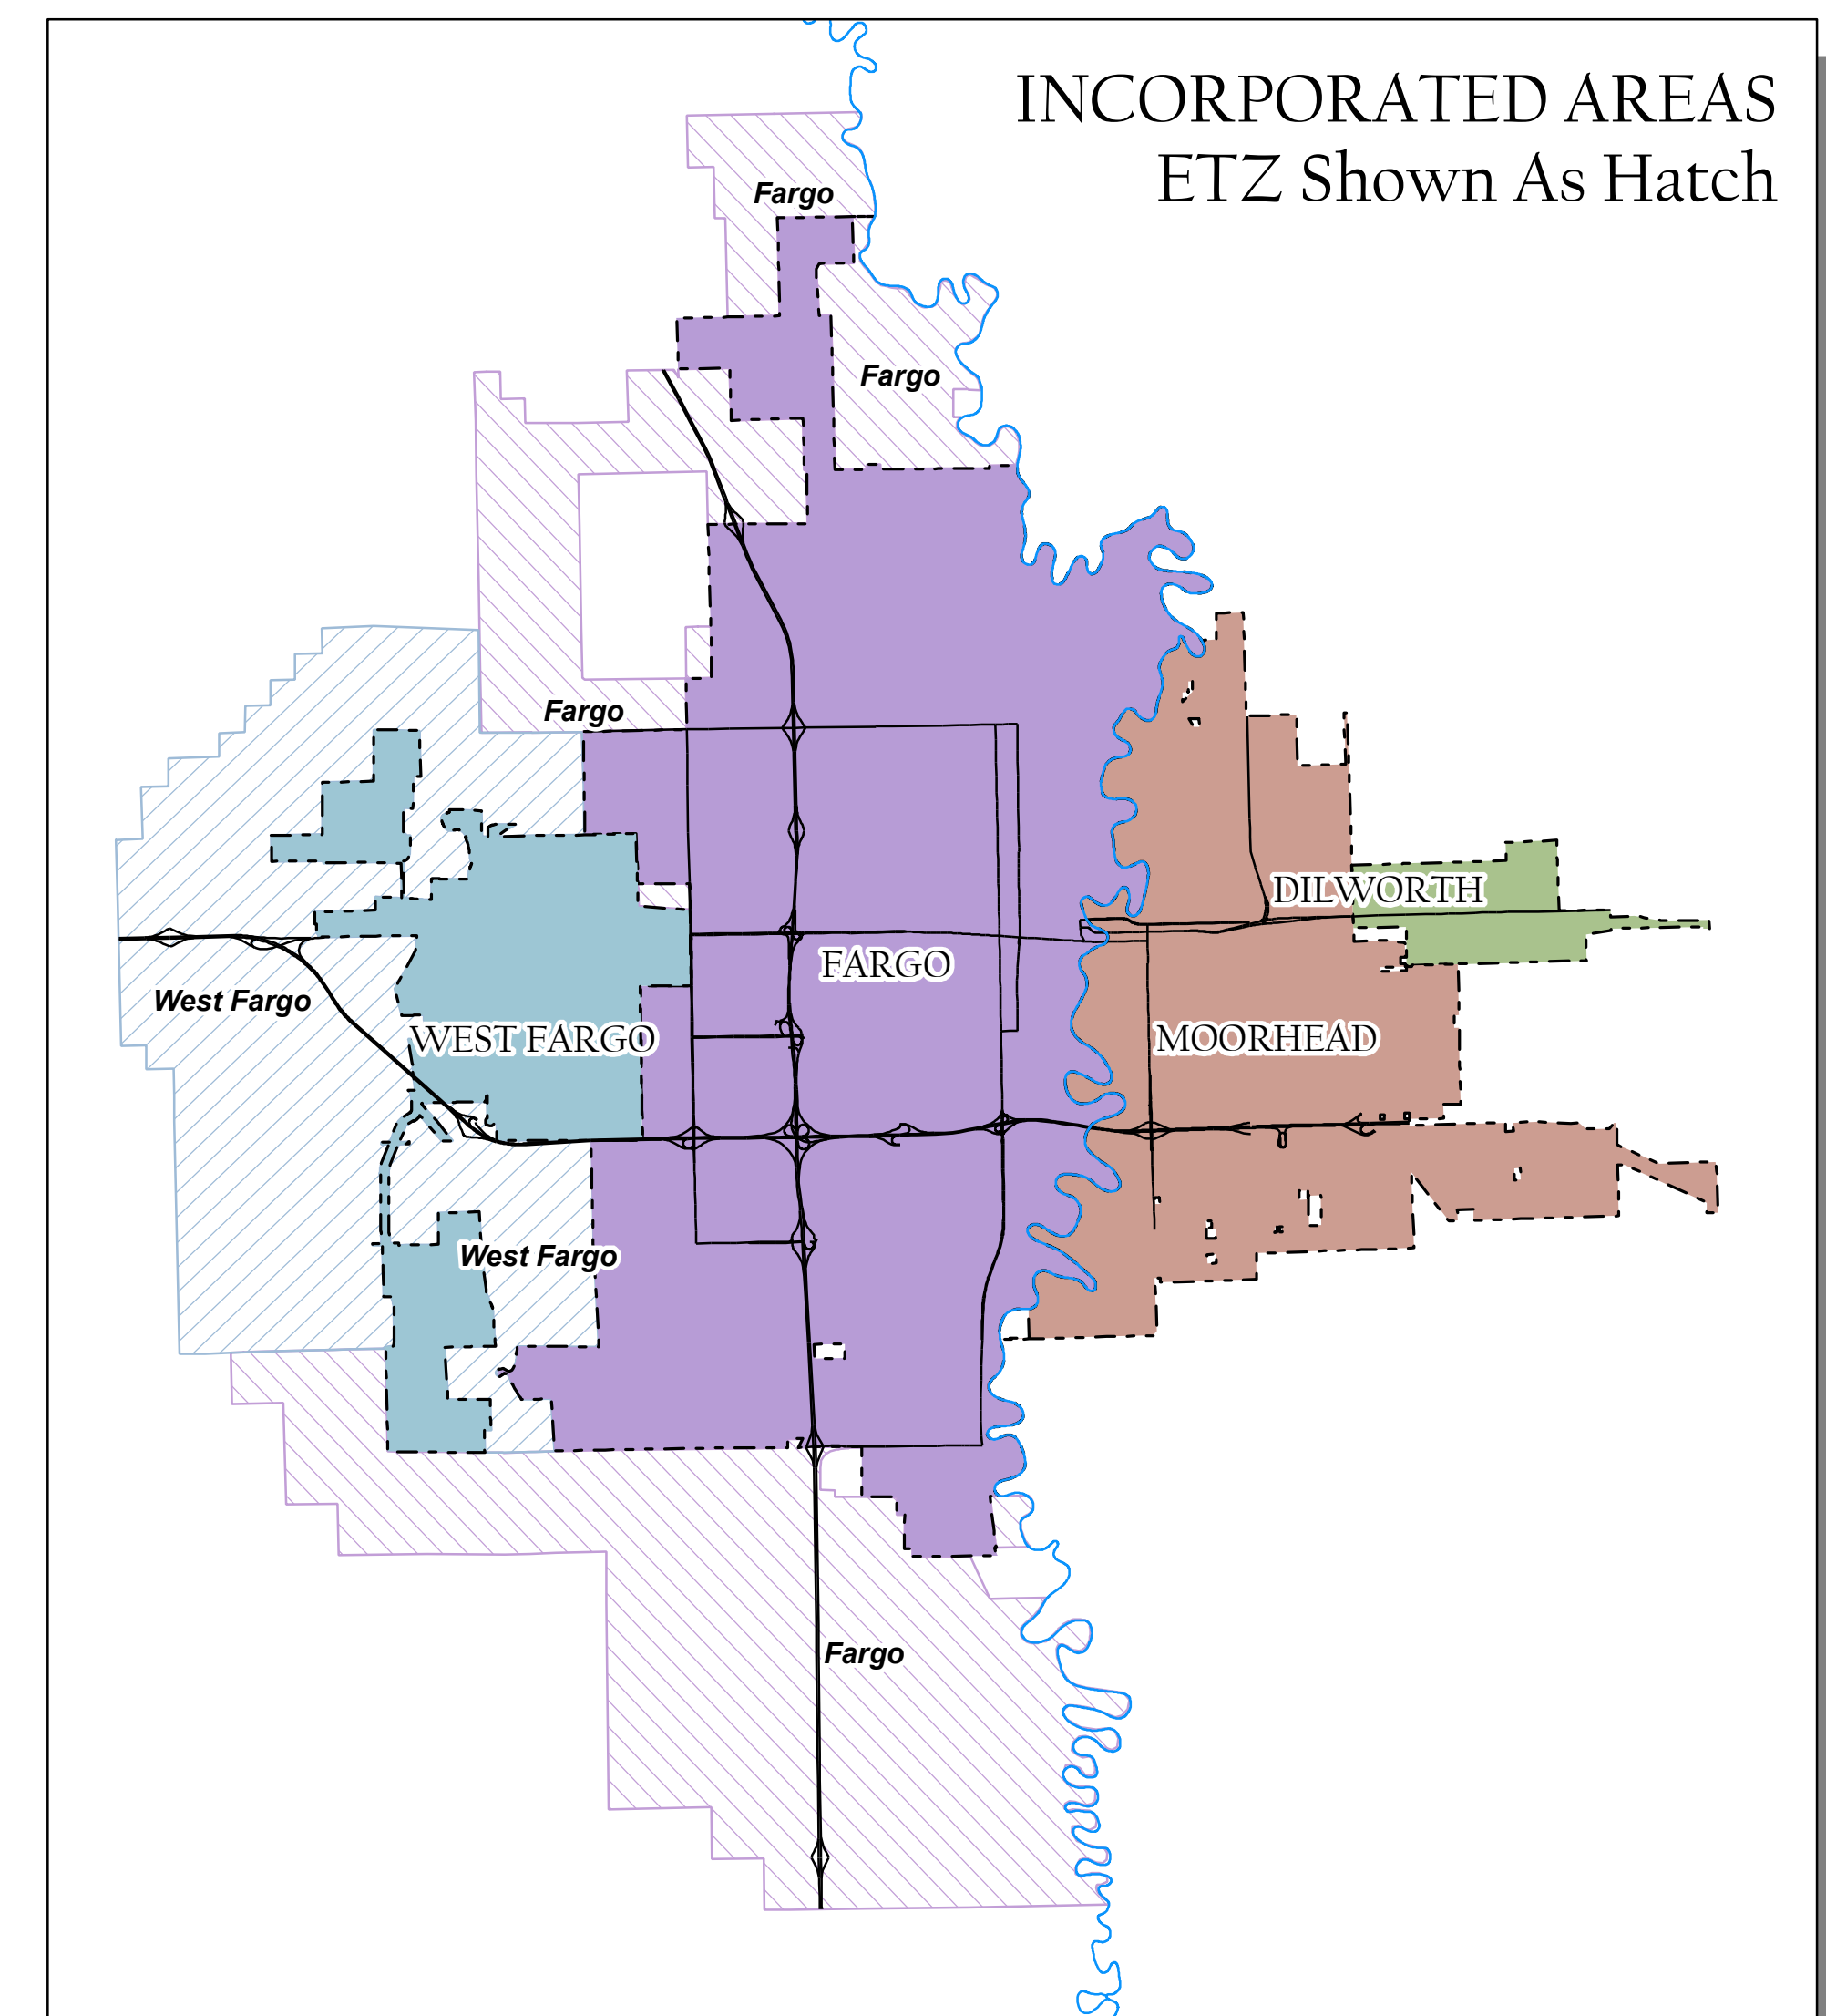 INCORPORATED AREAS
ETZ Shown As Hatch
Fargo
Fargo
Fargo
DILWORTH
FARGO
West Fargo
WEST FARGO
MOORHEAD
West Fargo
Fargo